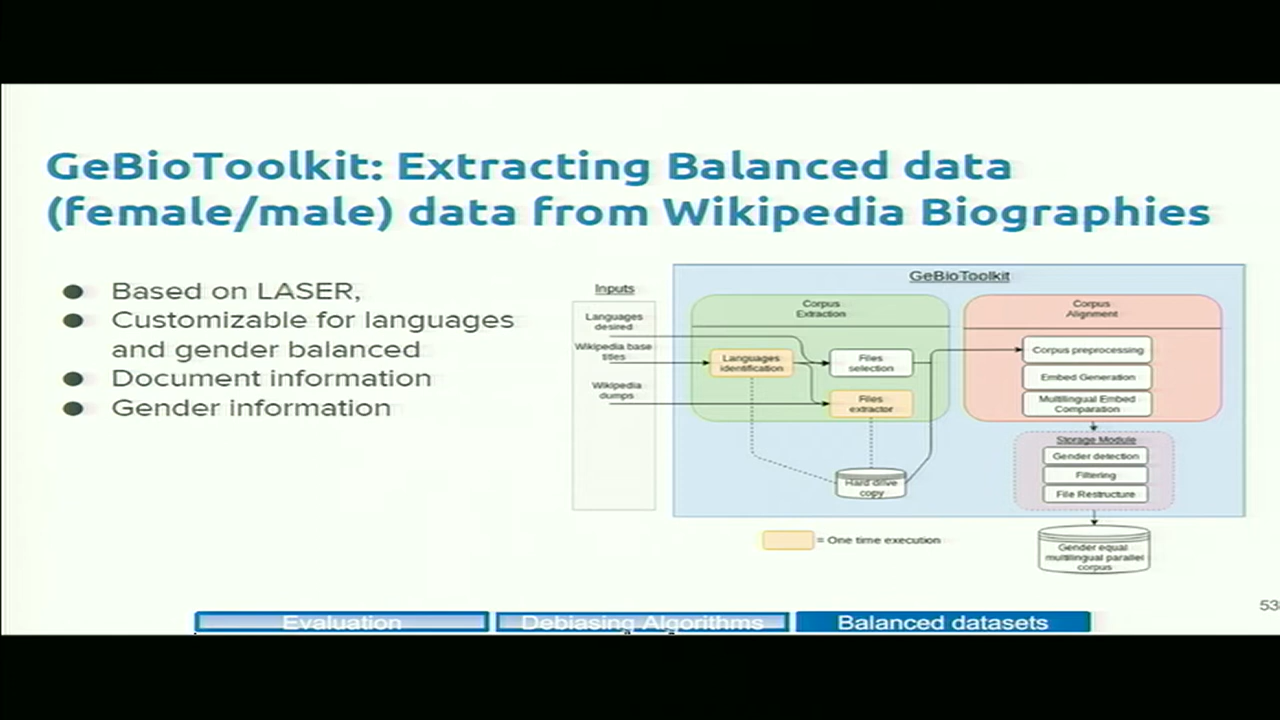 GeBioToolkit: Extracting Balanced data
(female/male) data from Wikipedia Biographies
● Based on LASER,
● Customizable for languages
and gender balanced
● Document information
● Gender information
Inputs
Languages
desired
Wikipedia base
titles
Wikipedia
dumps
GeBioToolkit
Corpus
Extraction
Languages
identification
Files
selection
Files
extractor
Hard drive
copy
Corpus
Alignment
Corpus preprocessing
Embed Generation
Multilingual Embed
Comparation
Storage Module
Gender detection
Filtering
File Restructure
Gender equal
multilingual parallel
corpus
= One time execution
53
Evaluation
Debiasing Algorithms
Balanced datasets